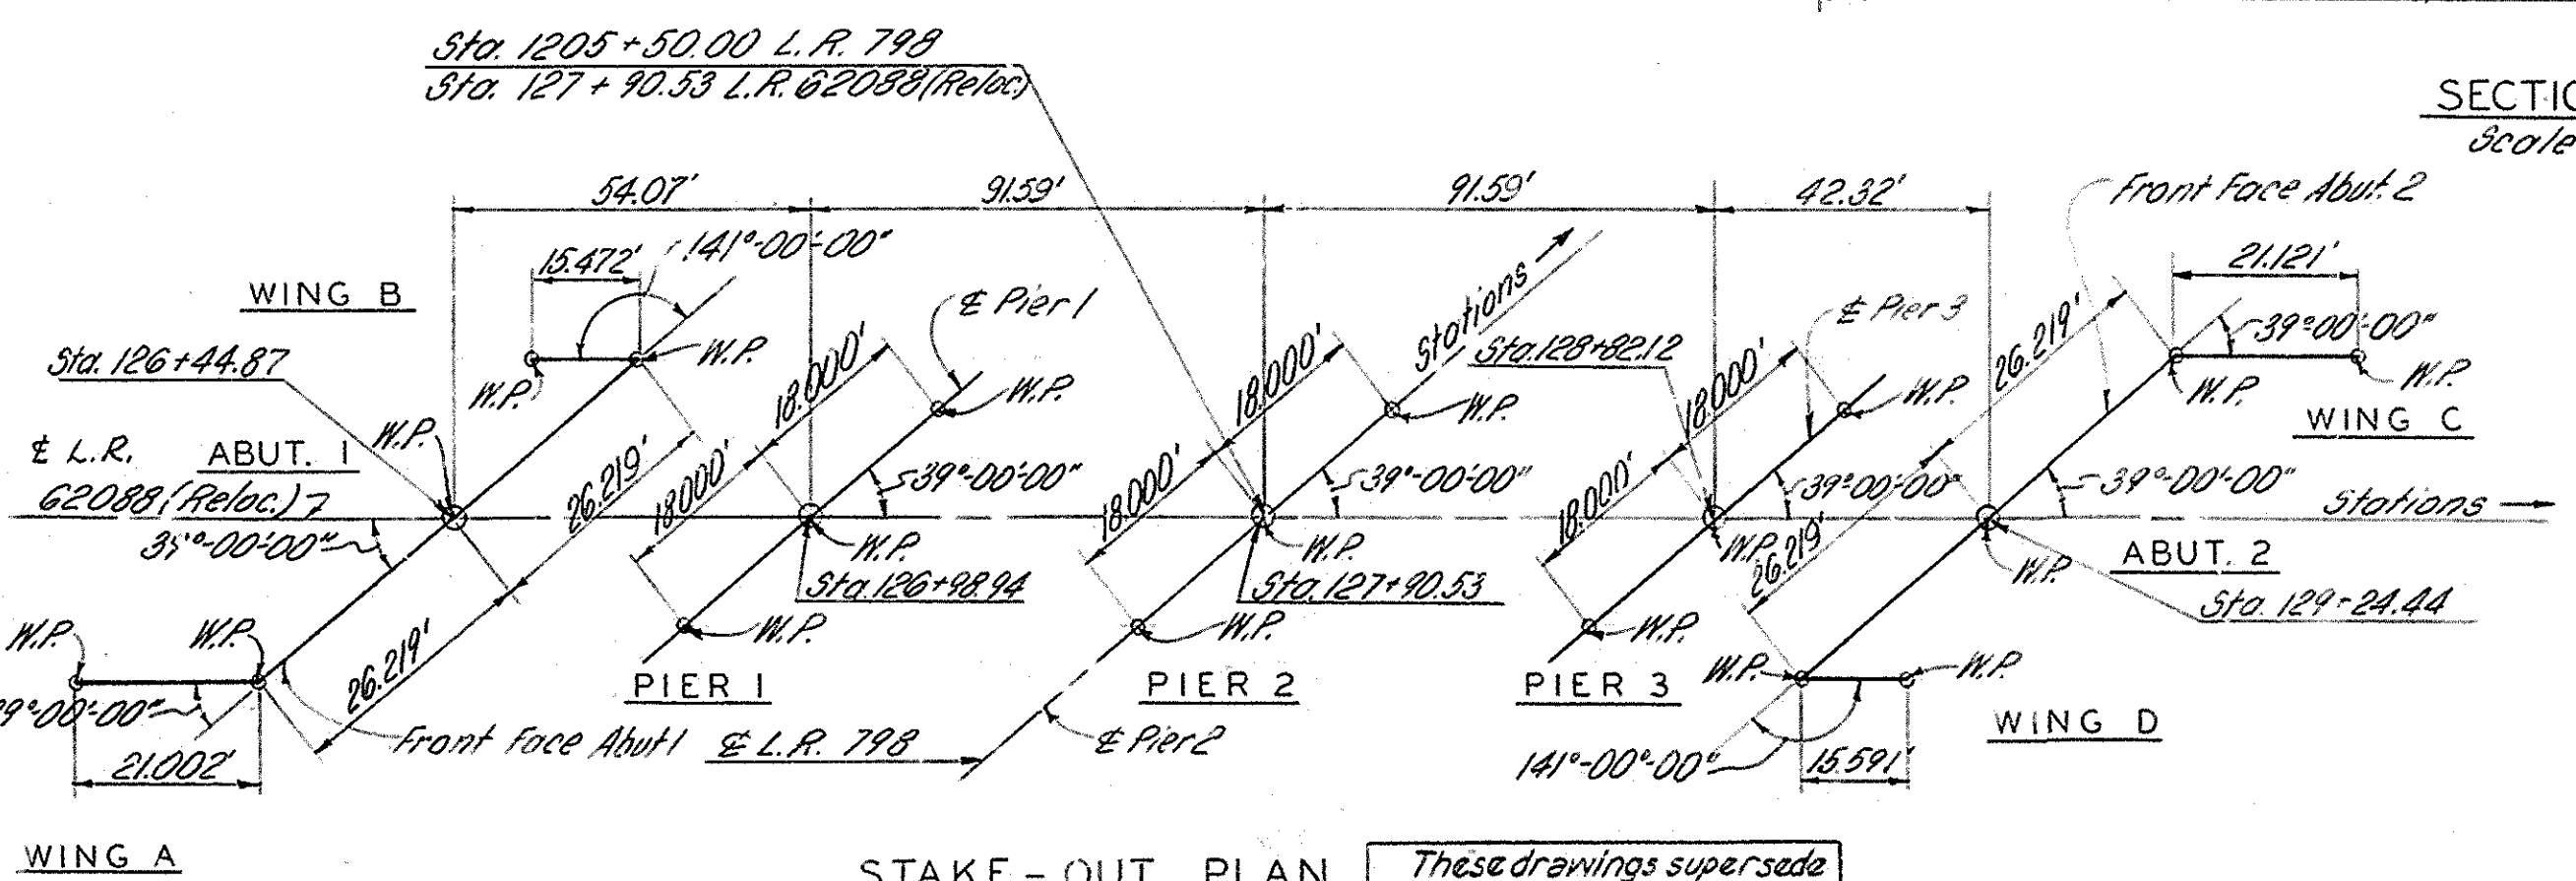 Sta. 1205+50.00 L.R. 798
Sta. 127+90.53 L.R. 62088 (Reloc.)
SECTIO
Scale
54.07'
91.59'
91.59'
42.32'
Front Face Abut. 2
15.472'
141°-00'-00"
21.121'
WING B
₵ Pier 1
Stations
₵ Pier 3
26.219'
39°-00'-00"
Sta. 126+44.87
W.P.
W.P.
18.000'
W.P.
18.000'
W.P.
Sta. 128+82.12
18.000'
W.P.
W.P.
W.P.
WING C
₵ L.R.
62088 (Reloc.)
ABUT. 1
W.P.
26.219'
18.000'
39°-00'-00"
18.000'
39°-00'-00"
18.000'
39°-00'-00"
26.219'
39°-00'-00"
Stations
-00'-00"
W.P.
Sta. 126+98.94
W.P.
Sta. 127+90.53
W.P.
W.P.
ABUT. 2
Sta. 129+24.44
W.P.
W.P.
26.219'
W.P.
W.P.
W.P.
W.P.
W.P.
PIER 1
PIER 2
PIER 3
9°-00'-00"
21.002'
Front Face Abut 1
₵ L.R. 798
₵ Pier 2
141°-00°-00"
15.591'
WING D
WING A
STAKE-OUT PLAN
These drawings supersede